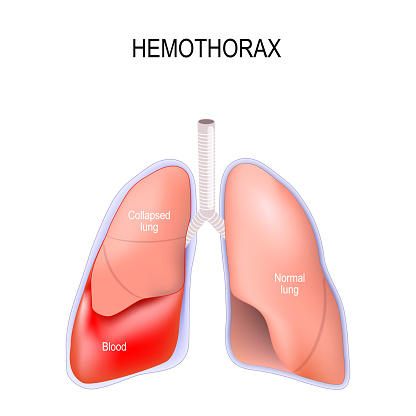 HEMOTHORAX
Collapsed
lung
Normal
lung
Blood